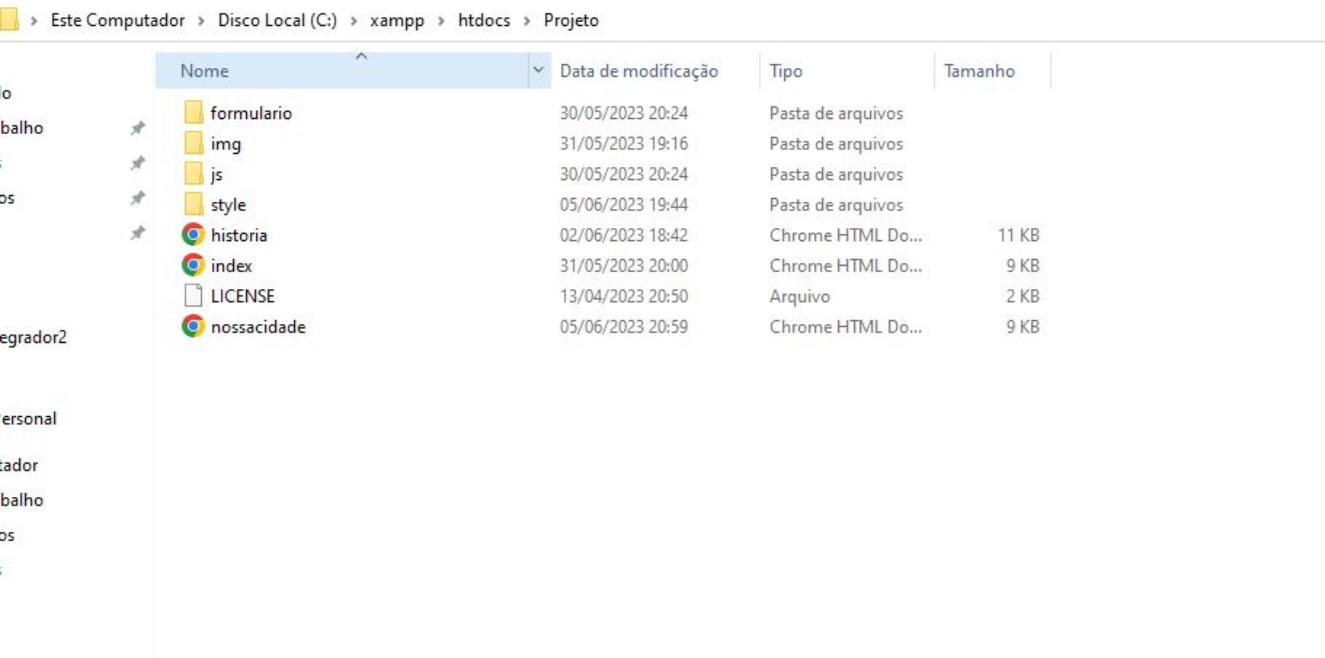 Este Computador > Disco Local (C:) > xampp > htdocs > Projeto
Nome Data de modificação Tipo Tamanho
formulario 30/05/2023 20:24 Pasta de arquivos
img 31/05/2023 19:16 Pasta de arquivos
js 30/05/2023 20:24 Pasta de arquivos
style 05/06/2023 19:44 Pasta de arquivos
historia 02/06/2023 18:42 Chrome HTML Do... 11 KB
index 31/05/2023 20:00 Chrome HTML Do... 9 KB
LICENSE 13/04/2023 20:50 Arquivo 2 KB
nossacidade 05/06/2023 20:59 Chrome HTML Do... 9 KB
lo
balho
os
egrador2
ersonal
tador
balho
os